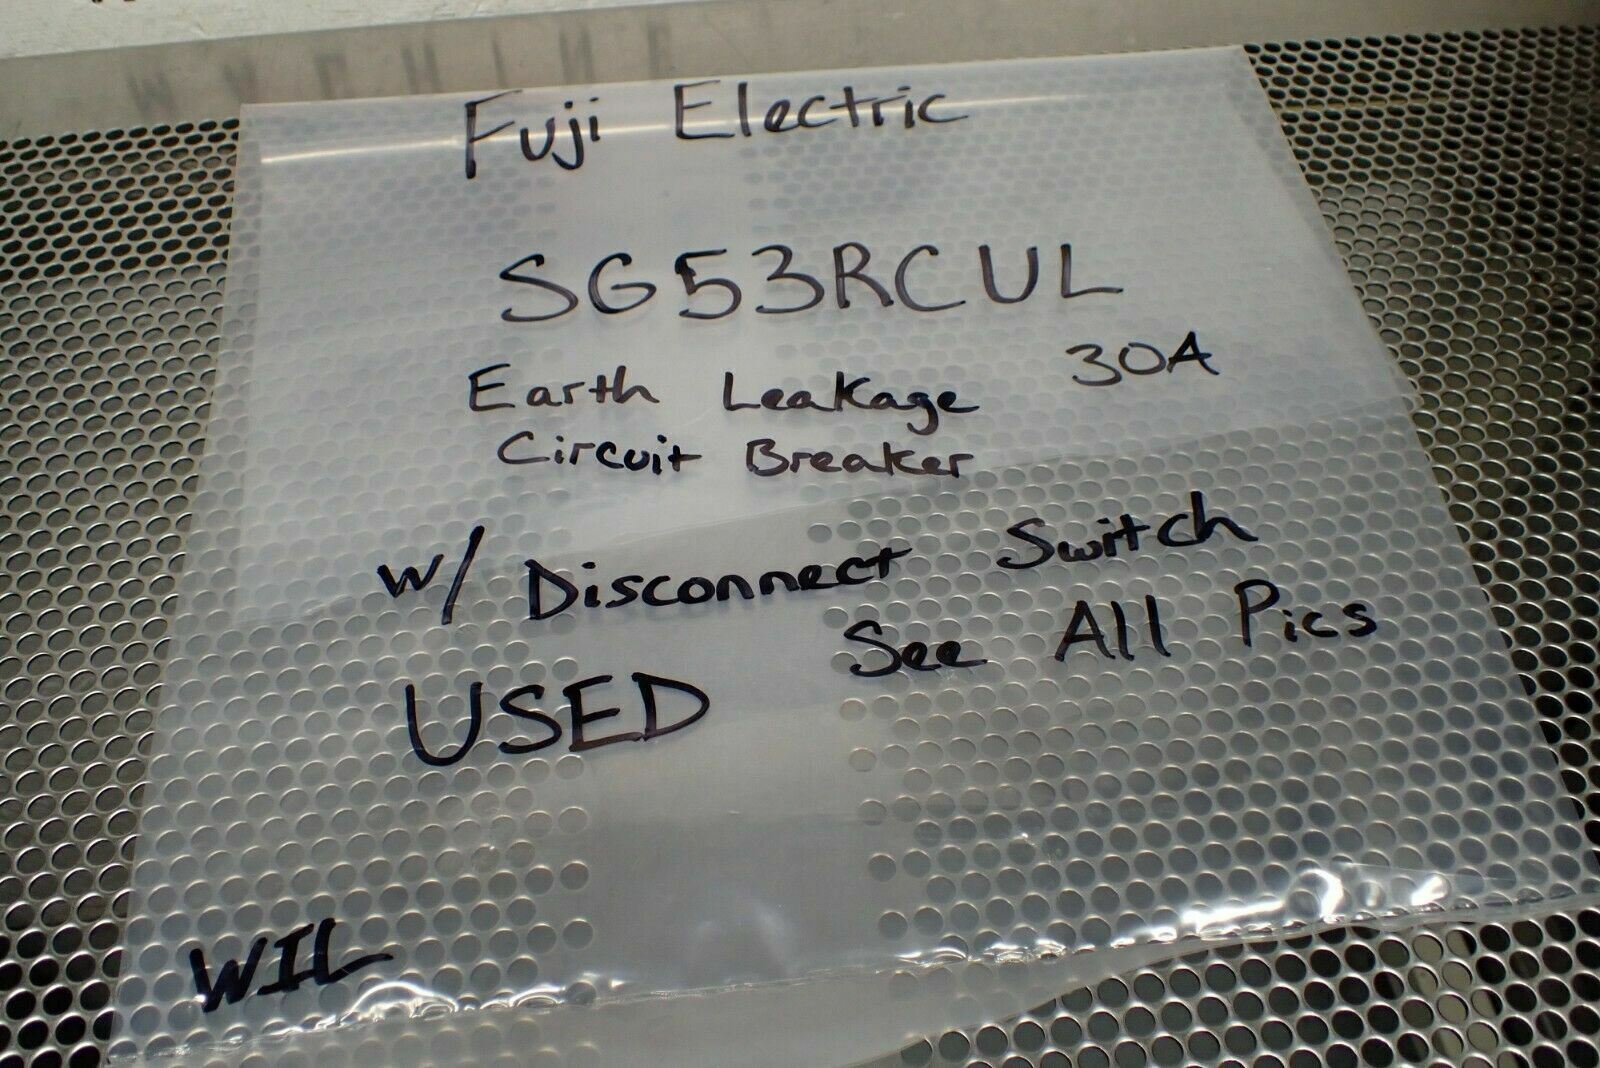 Fuji Electric
SG53RCUL
Earth Leakage 30A
Circuit Breaker
w/ Disconnect Switch
See All Pics
USED
WIL